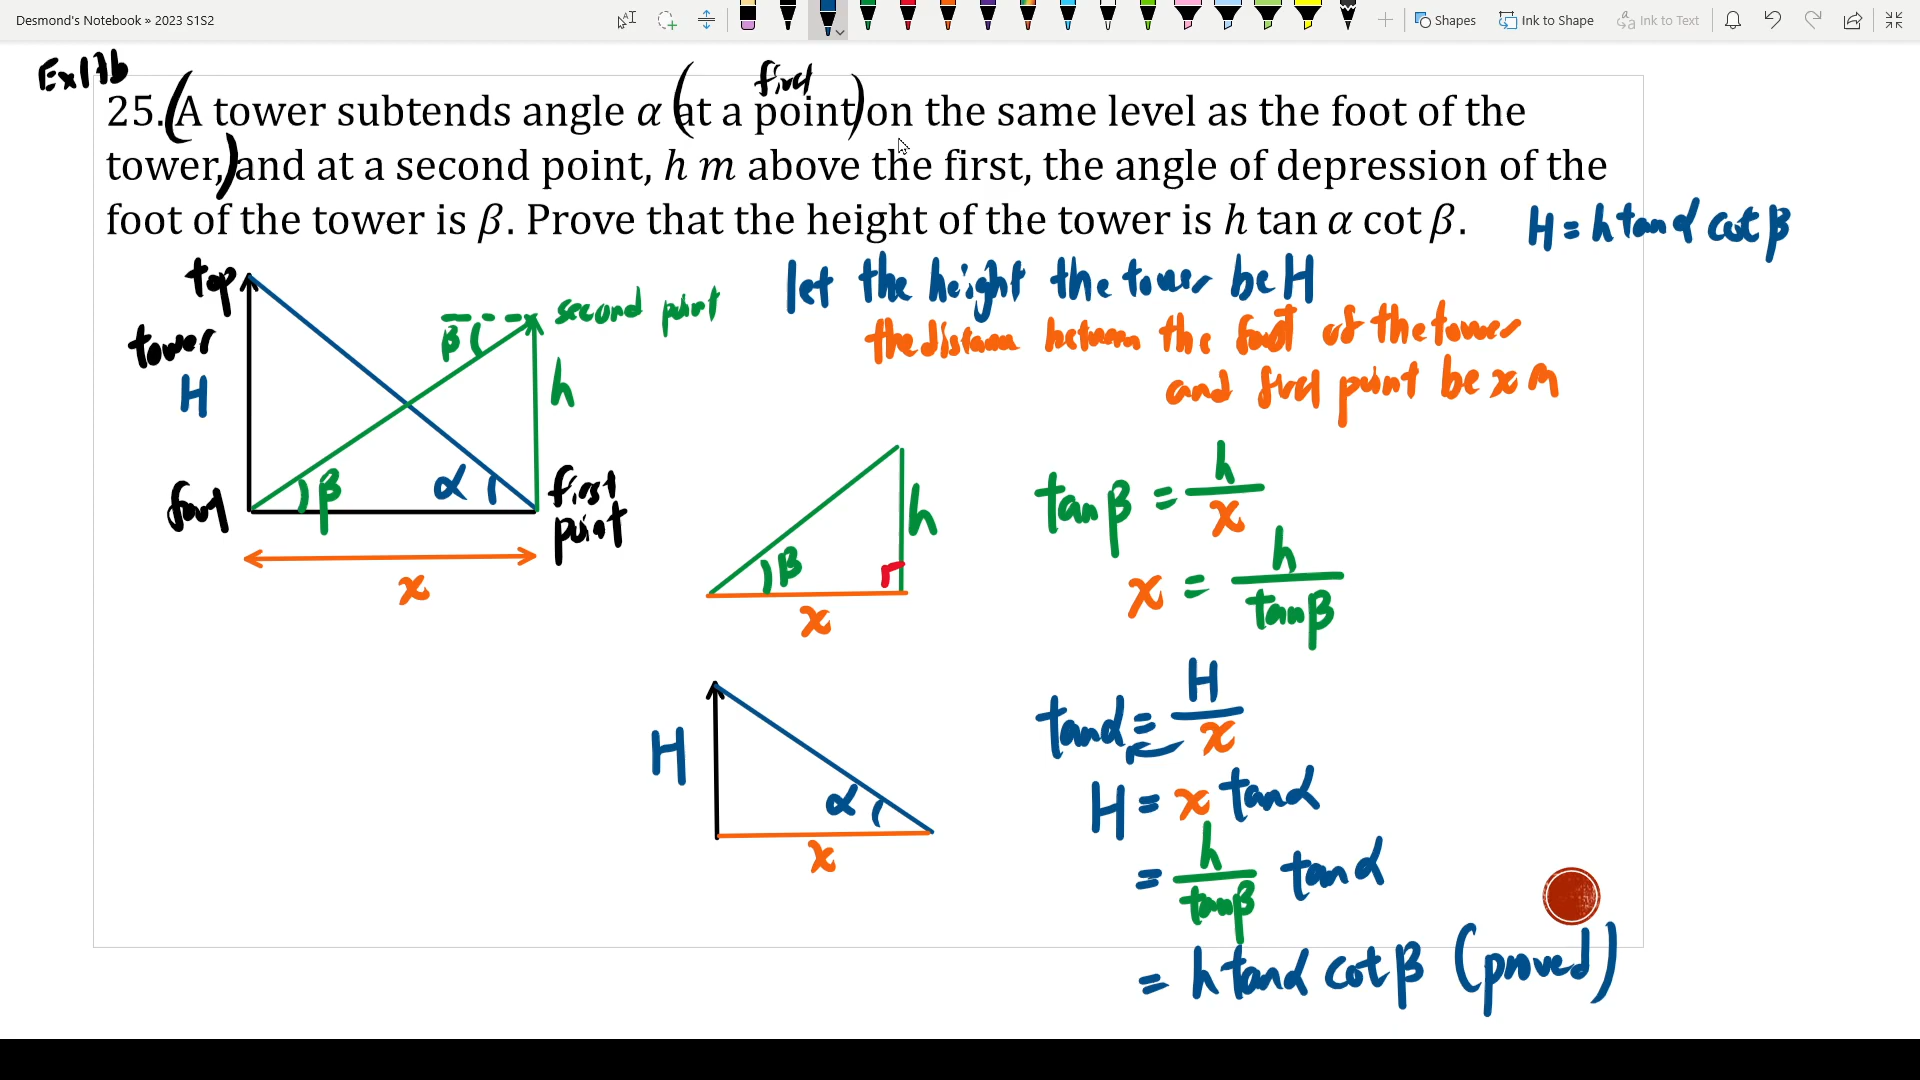 Desmond's Notebook » 2023 S1S2
Shapes
Ink to Shape
Ink to Text
Ex17b
first
25. (A tower subtends angle α (at a point) on the same level as the foot of the
tower,) and at a second point, h m above the first, the angle of depression of the
foot of the tower is β. Prove that the height of the tower is h tan α cot β.
H = h tan α cot β
let the height the tower be H
the distance between the foot of the tower
and first point be x m
top
tower
H
foot
β
second point
h
β
α
first
point
x
h
β
x
tan β = h/x
x = h/tan β
H
α
x
tan α = H/x
H = x tan α
= h/tan β tan α
= h tan α cot β (proved)